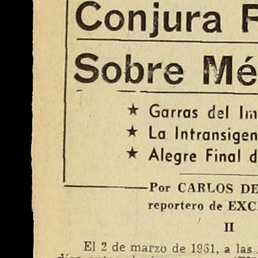 Conjura
Sobre Mé
★ Garras del Im
★ La Intransigen
★ Alegre Final d
Por CARLOS DE
reportero de EXC
II
El 2 de marzo de 1961, a las